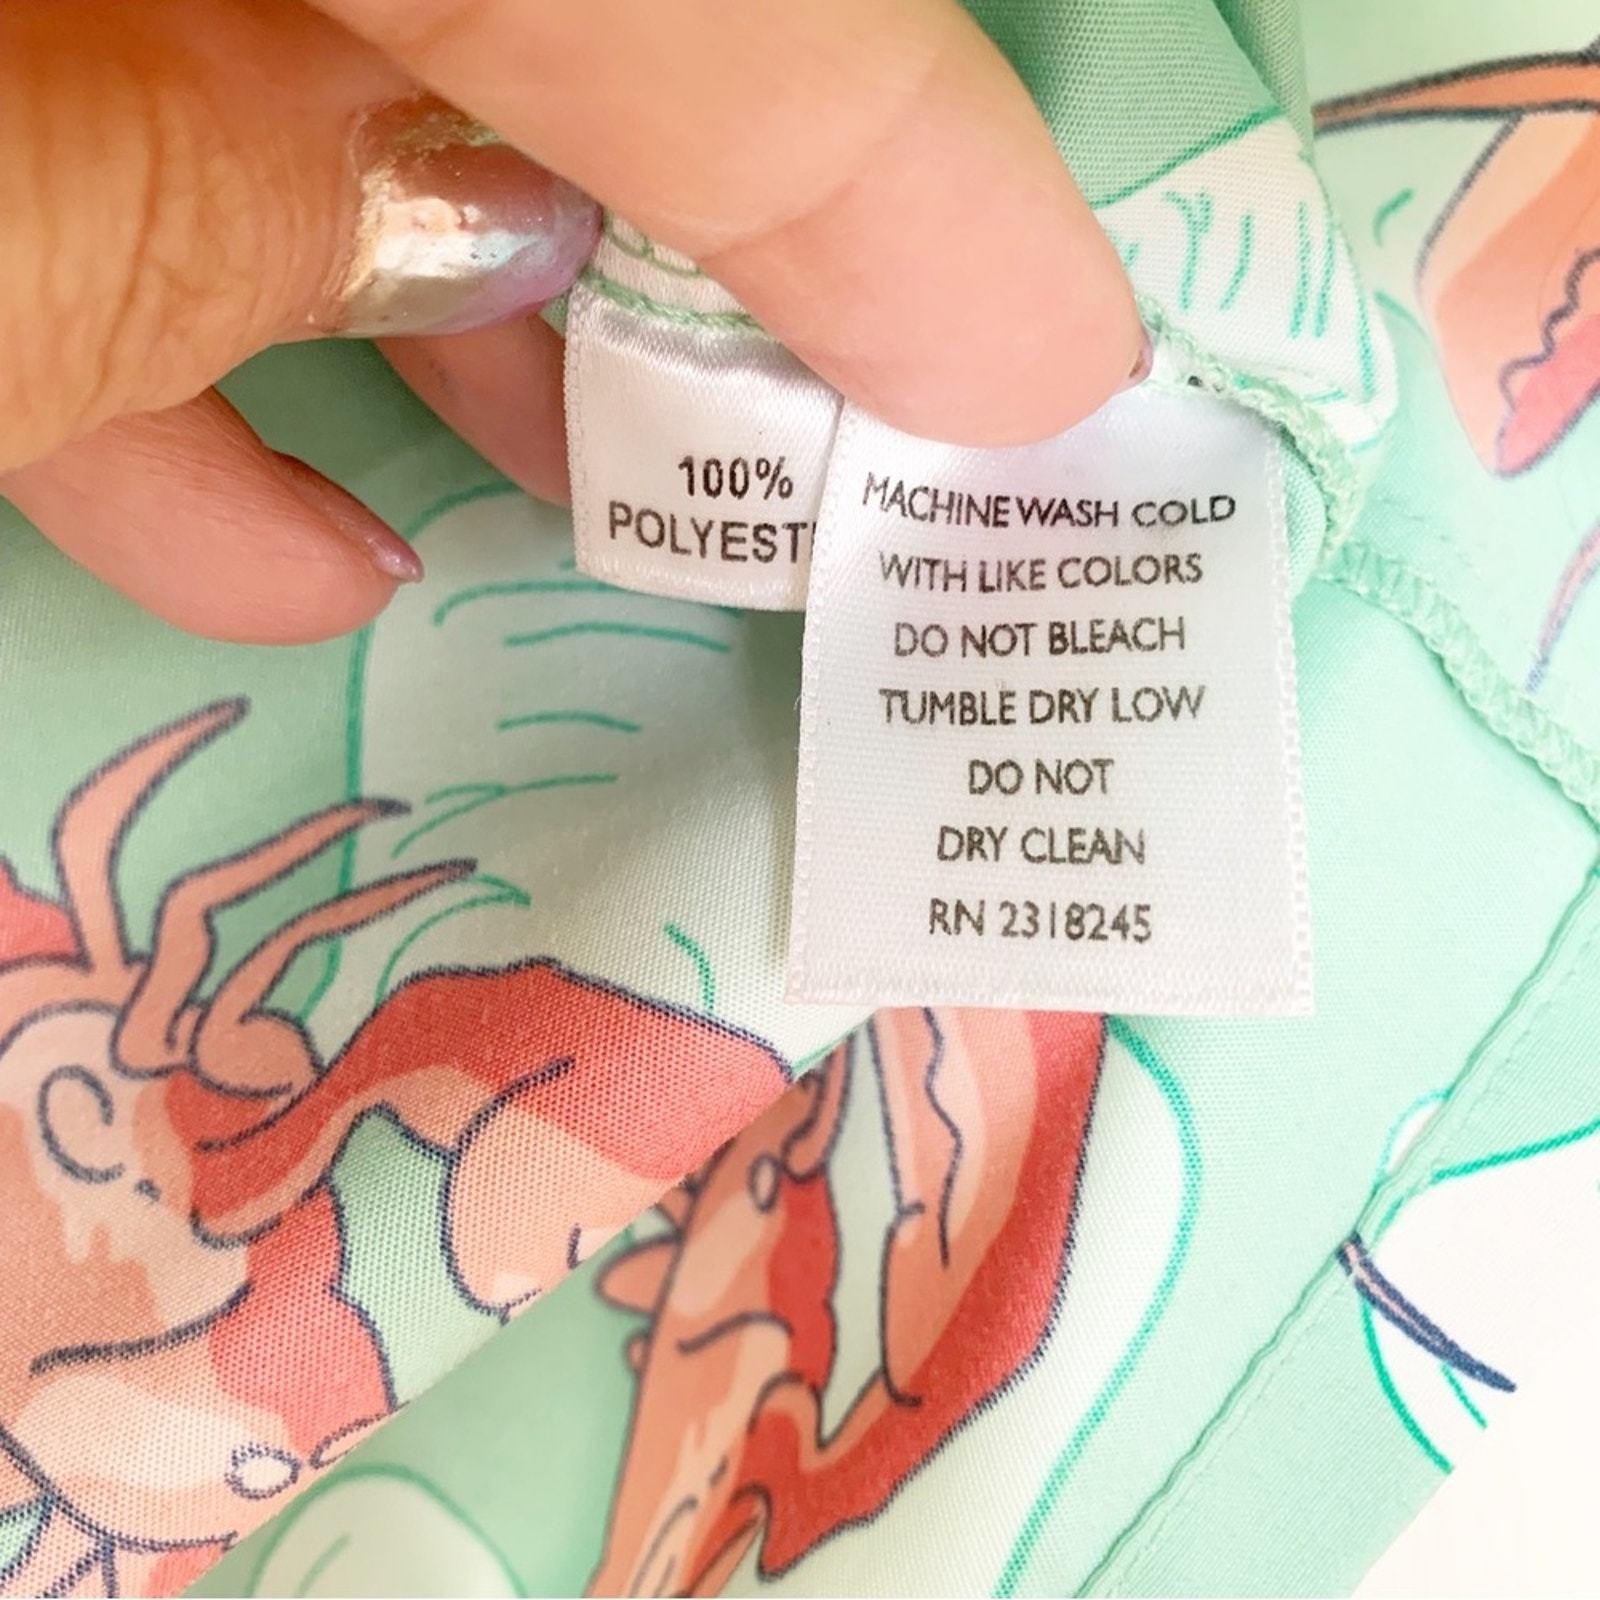 100%
POLYEST
MACHINE WASH COLD
WITH LIKE COLORS
DO NOT BLEACH
TUMBLE DRY LOW
DO NOT
DRY CLEAN
RN 2318245